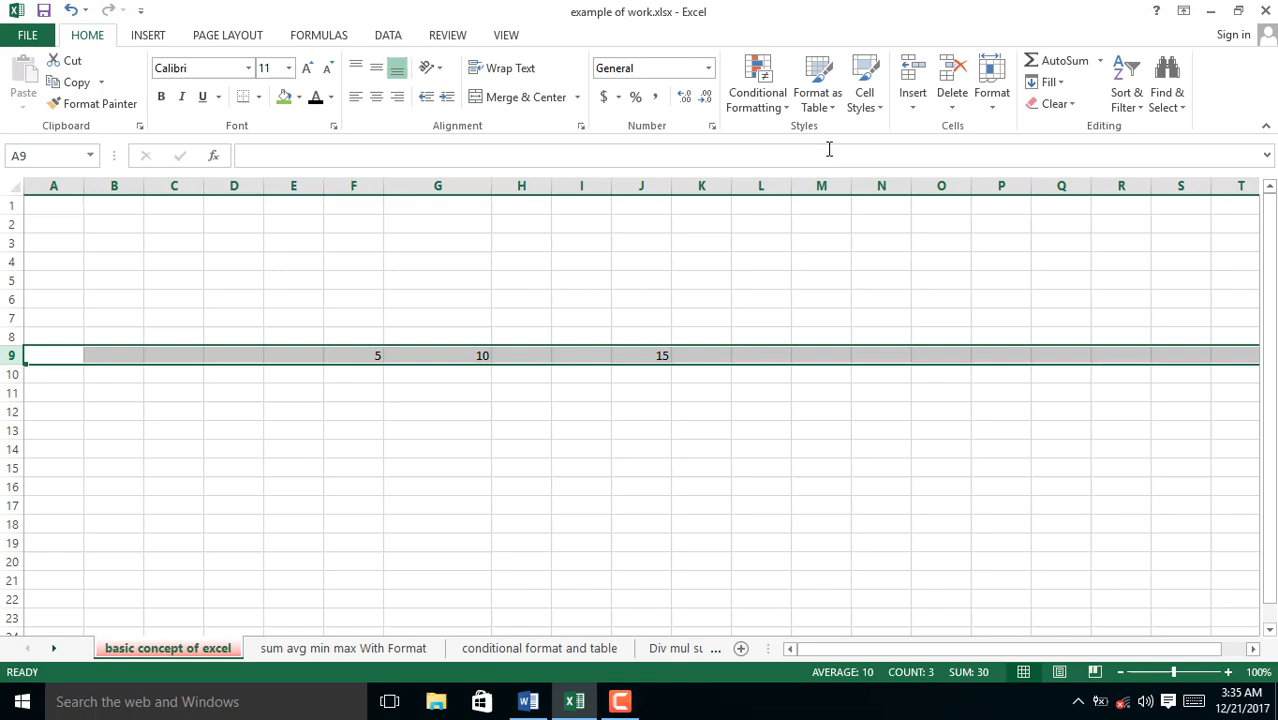 example of work.xlsx - Excel
?
FILE HOME INSERT PAGE LAYOUT FORMULAS DATA REVIEW VIEW Sign in
Paste
Cut
Copy
Format Painter
Clipboard
Calibri 11
B I U
Font
Wrap Text
Merge & Center
Alignment
General
$ % ,
Number
Conditional Formatting
Format as Table
Cell Styles
Styles
Insert Delete Format
Cells
AutoSum
Fill
Clear
Sort & Filter
Find & Select
Editing
A9 fx
A B C D E F G H I J K L M N O P Q R S T
1
2
3
4
5
6
7
8
9 5 10 15
10
11
12
13
14
15
16
17
18
19
20
21
22
23
basic concept of excel sum avg min max With Format conditional format and table Div mul su ...
READY AVERAGE: 10 COUNT: 3 SUM: 30 100%
Search the web and Windows
3:35 AM
12/21/2017